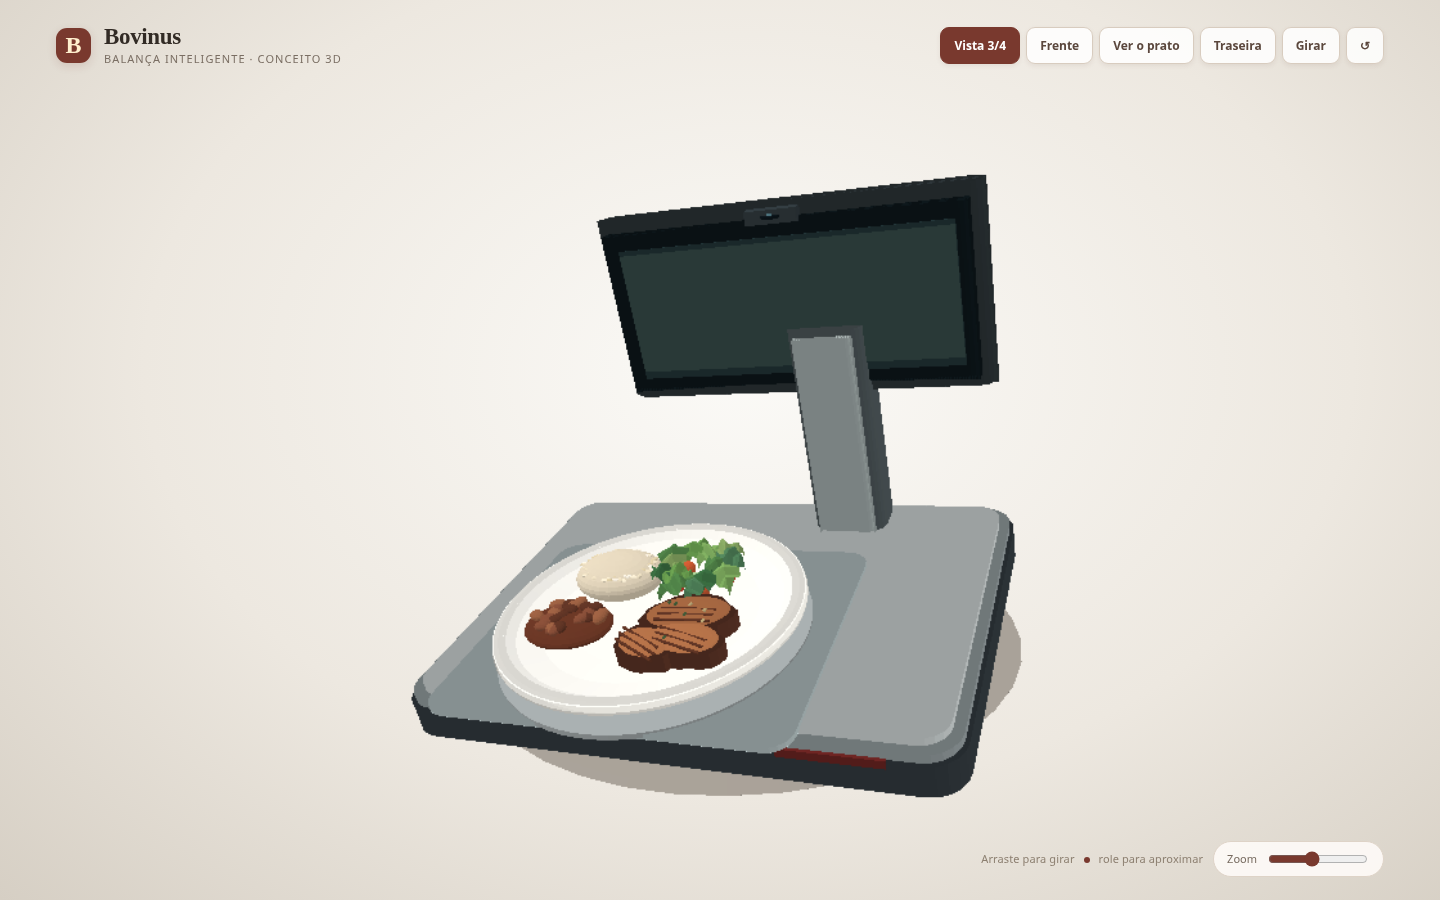 B
Bovinus
BALANÇA INTELIGENTE · CONCEITO 3D
Vista 3/4
Frente
Ver o prato
Traseira
Girar
↺
Arraste para girar • role para aproximar
Zoom